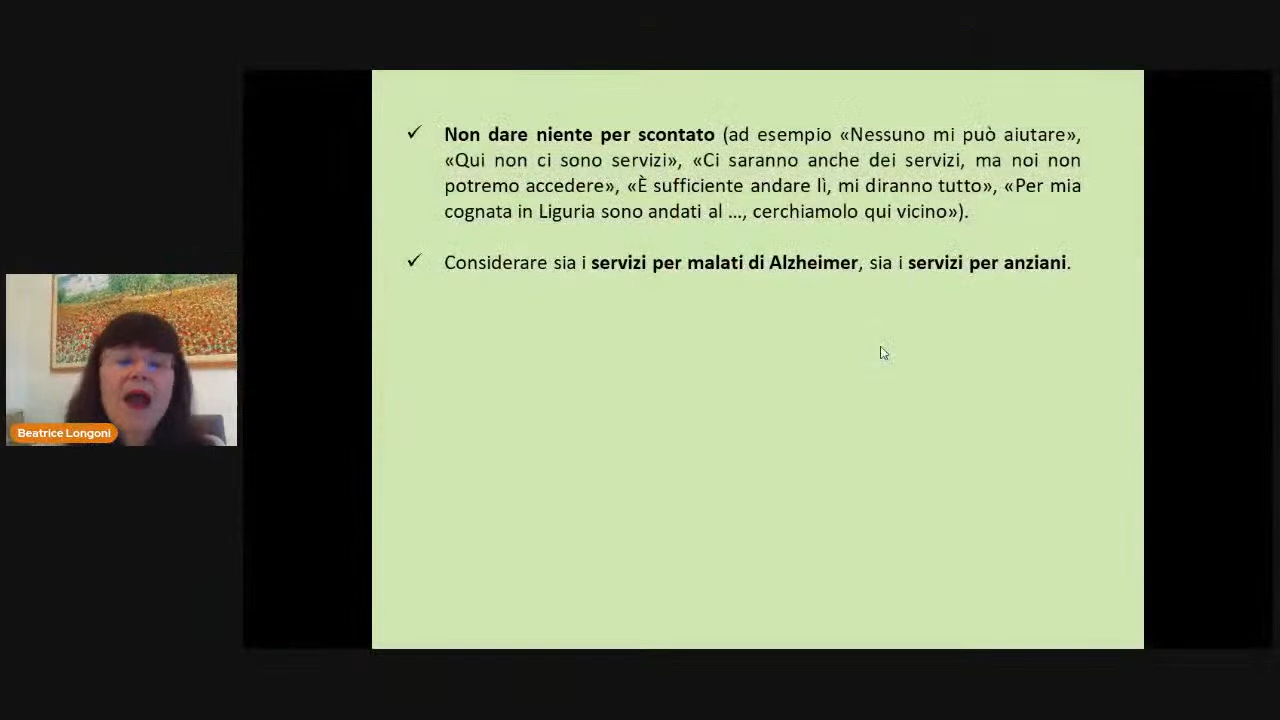 ✓ Non dare niente per scontato (ad esempio «Nessuno mi può aiutare»,
«Qui non ci sono servizi», «Ci saranno anche dei servizi, ma noi non
potremo accedere», «È sufficiente andare lì, mi diranno tutto», «Per mia
cognata in Liguria sono andati al …, cerchiamolo qui vicino»).
✓ Considerare sia i servizi per malati di Alzheimer, sia i servizi per anziani.
Beatrice Longoni